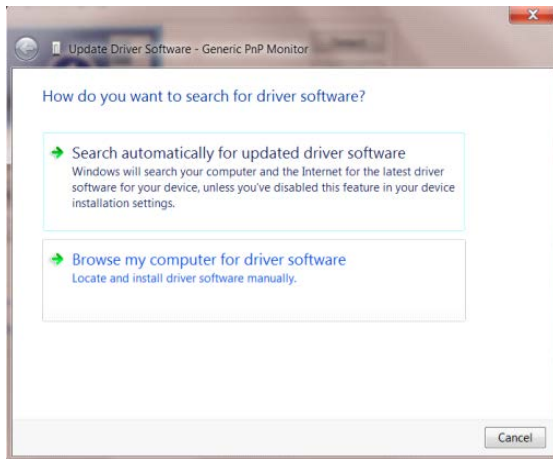 Update Driver Software - Generic PnP Monitor
How do you want to search for driver software?
Search automatically for updated driver software
Windows will search your computer and the Internet for the latest driver
software for your device, unless you've disabled this feature in your device
installation settings.
Browse my computer for driver software
Locate and install driver software manually.
Cancel